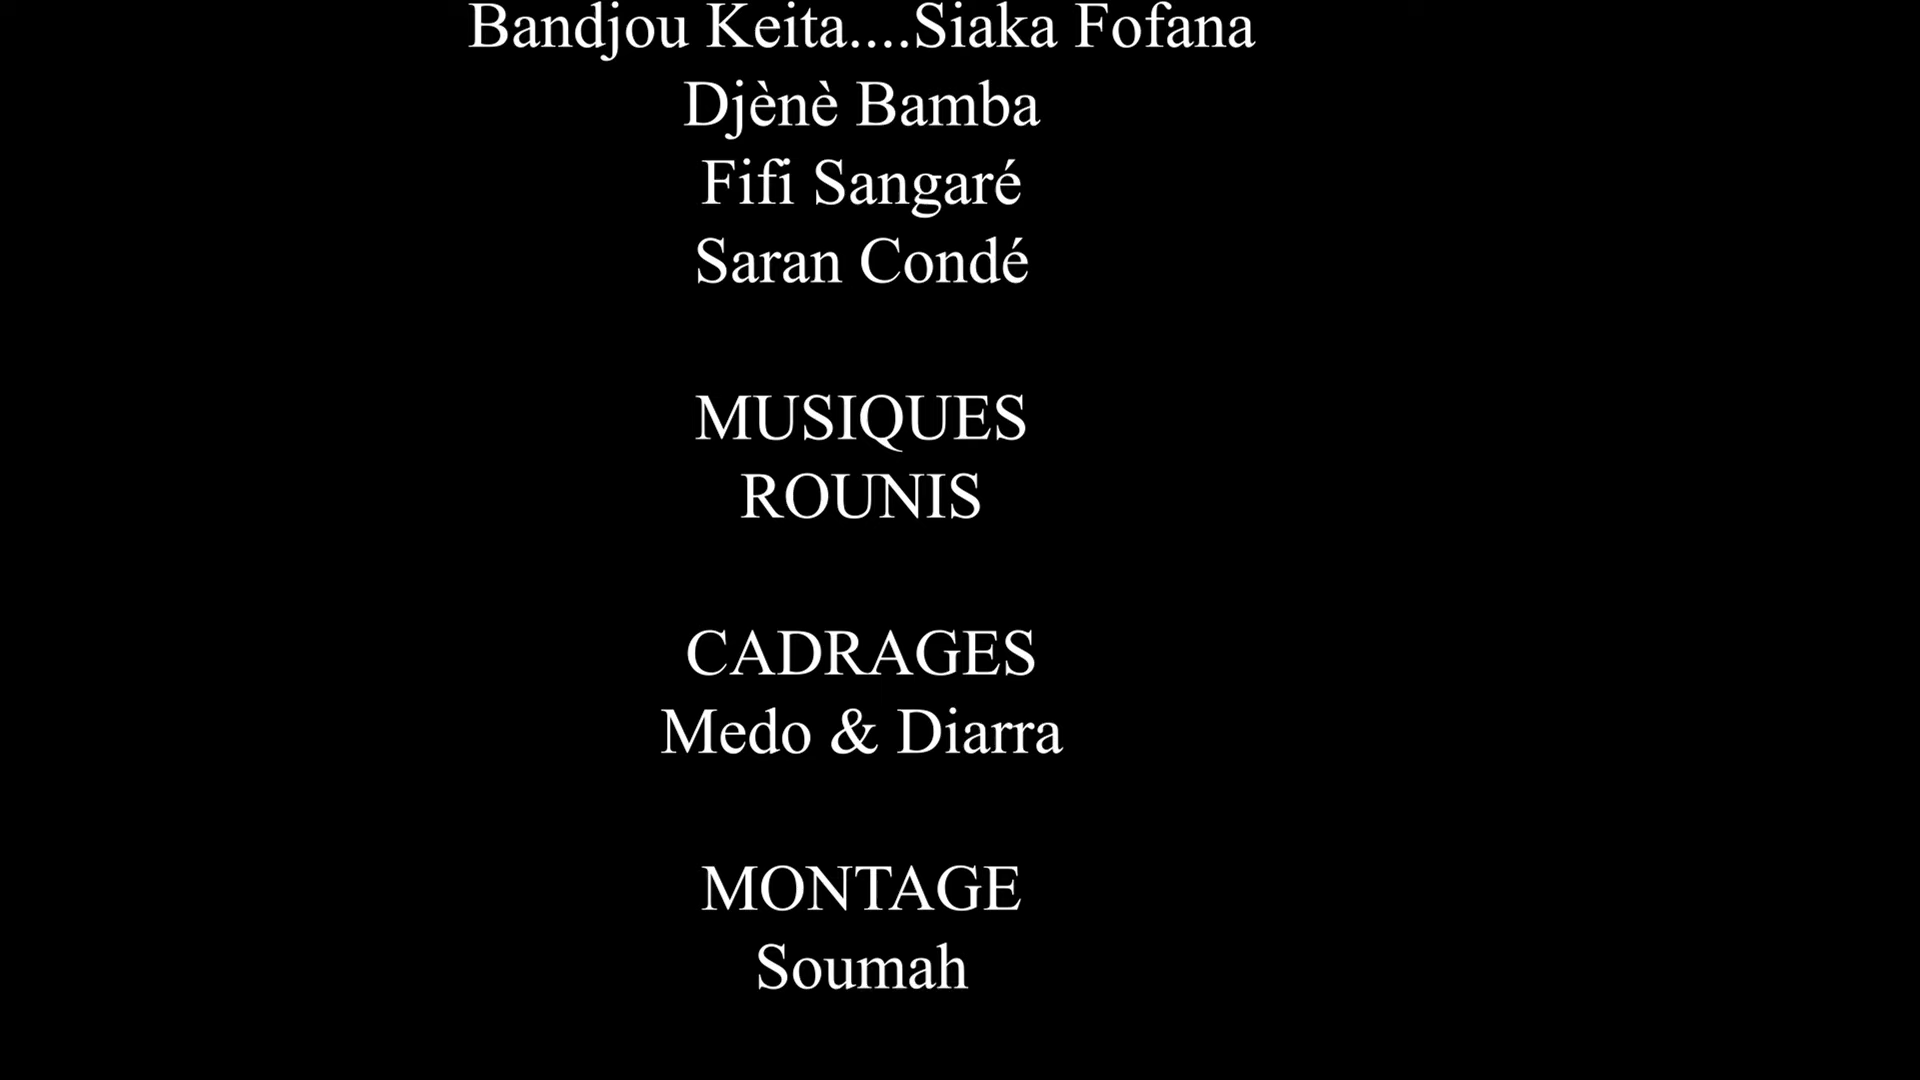 Bandjou Keita....Siaka Fofana
Djènè Bamba
Fifi Sangaré
Saran Condé
MUSIQUES
ROUNIS
CADRAGES
Medo & Diarra
MONTAGE
Soumah